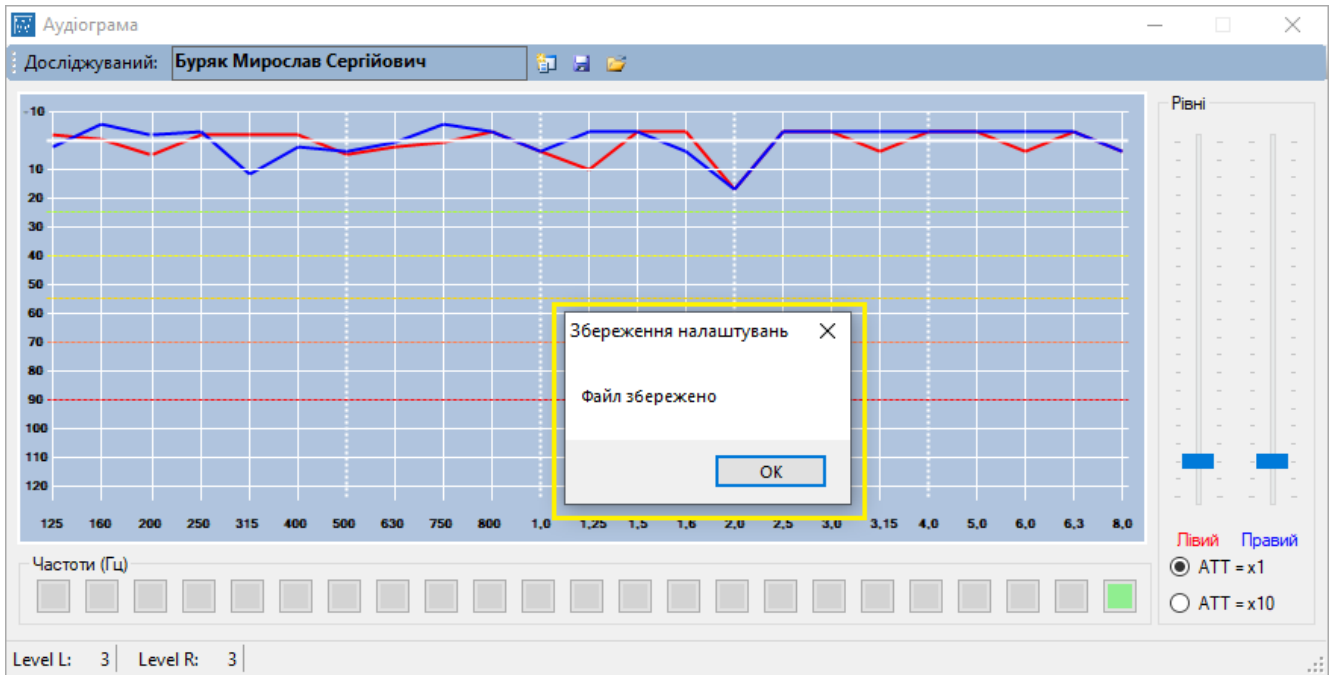 Аудіограма
Досліджуваний: Буряк Мирослав Сергійович
-10
10
20
30
40
50
60
70
80
90
100
110
120
125 160 200 250 315 400 500 630 750 800 1,0 1,25 1,5 1,6 2,0 2,5 3,0 3,15 4,0 5,0 6,0 6,3 8,0
Збереження налаштувань
Файл збережено
OK
Рівні
Лівий Правий
ATT = x1
ATT = x10
Частоти (Гц)
Level L: 3 Level R: 3